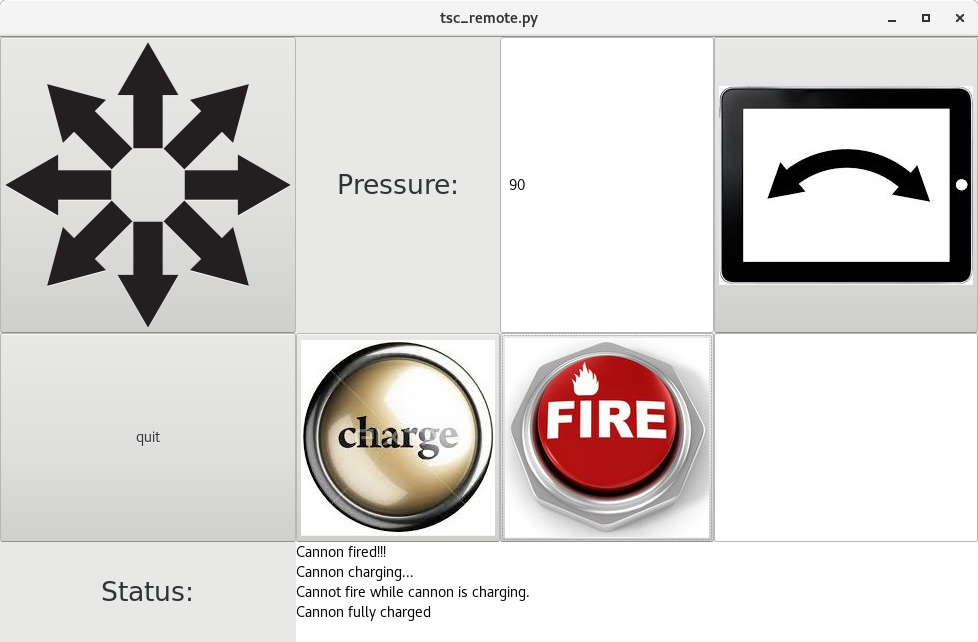 tsc_remote.py
Pressure:
90
quit
charge
FIRE
Status:
Cannon fired!!!
Cannon charging...
Cannot fire while cannon is charging.
Cannon fully charged